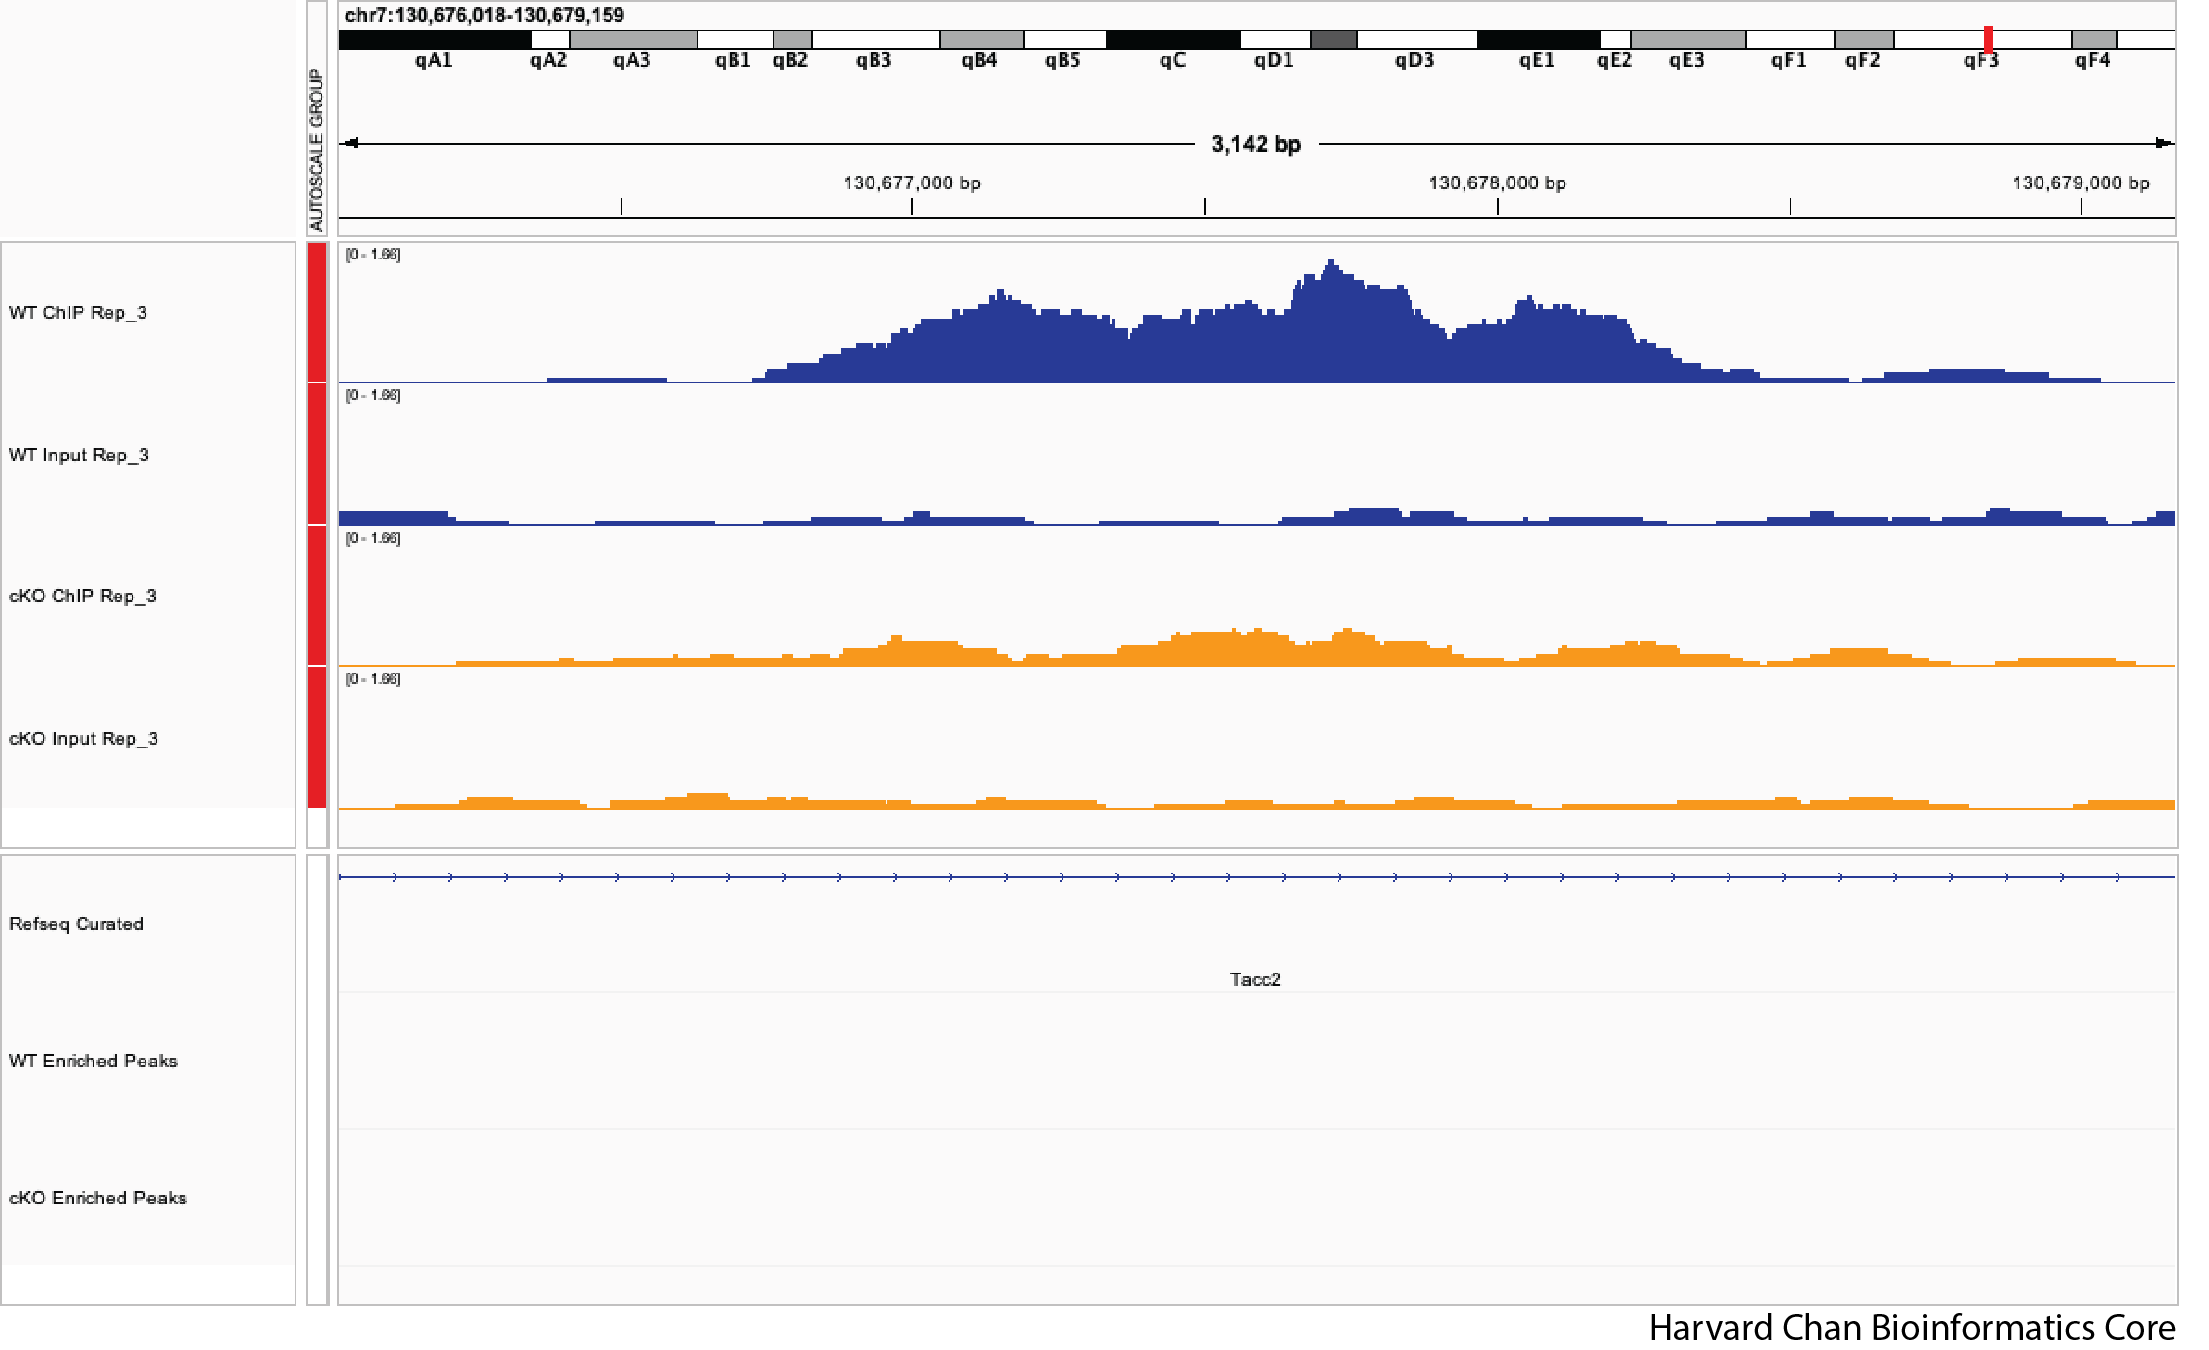 chr7:130,676,018-130,679,159
qA1 qA2 qA3 qB1 qB2 qB3 qB4 qB5 qC qD1 qD3 qE1 qE2 qE3 qF1 qF2 qF3 qF4
AUTOSCALE GROUP
3,142 bp
130,677,000 bp 130,678,000 bp 130,679,000 bp
[0 - 1.66]
WT ChIP Rep_3
[0 - 1.66]
WT Input Rep_3
[0 - 1.66]
cKO ChIP Rep_3
[0 - 1.66]
cKO Input Rep_3
Refseq Curated
Tacc2
WT Enriched Peaks
cKO Enriched Peaks
Harvard Chan Bioinformatics Core